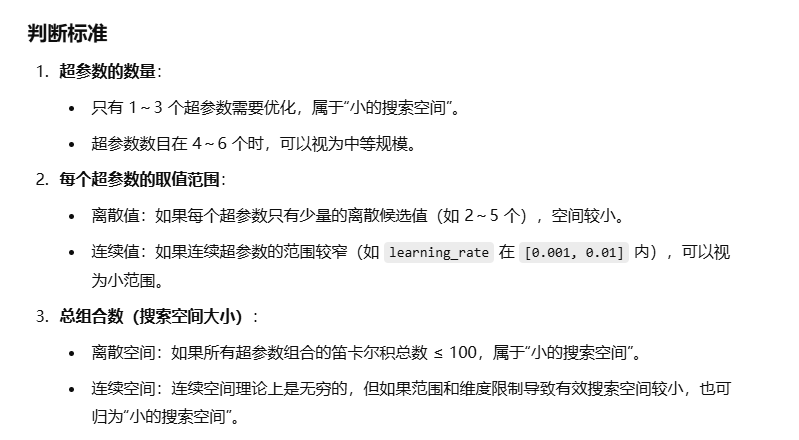 判断标准
1. 超参数的数量：
• 只有 1～3 个超参数需要优化，属于“小的搜索空间”。
• 超参数数目在 4～6 个时，可以视为中等规模。
2. 每个超参数的取值范围：
• 离散值：如果每个超参数只有少量的离散候选值（如 2～5 个），空间较小。
• 连续值：如果连续超参数的范围较窄（如 learning_rate 在 [0.001, 0.01] 内），可以视
为小范围。
3. 总组合数（搜索空间大小）：
• 离散空间：如果所有超参数组合的笛卡尔积总数 ≤ 100，属于“小的搜索空间”。
• 连续空间：连续空间理论上是无穷的，但如果范围和维度限制导致有效搜索空间较小，也可
归为“小的搜索空间”。